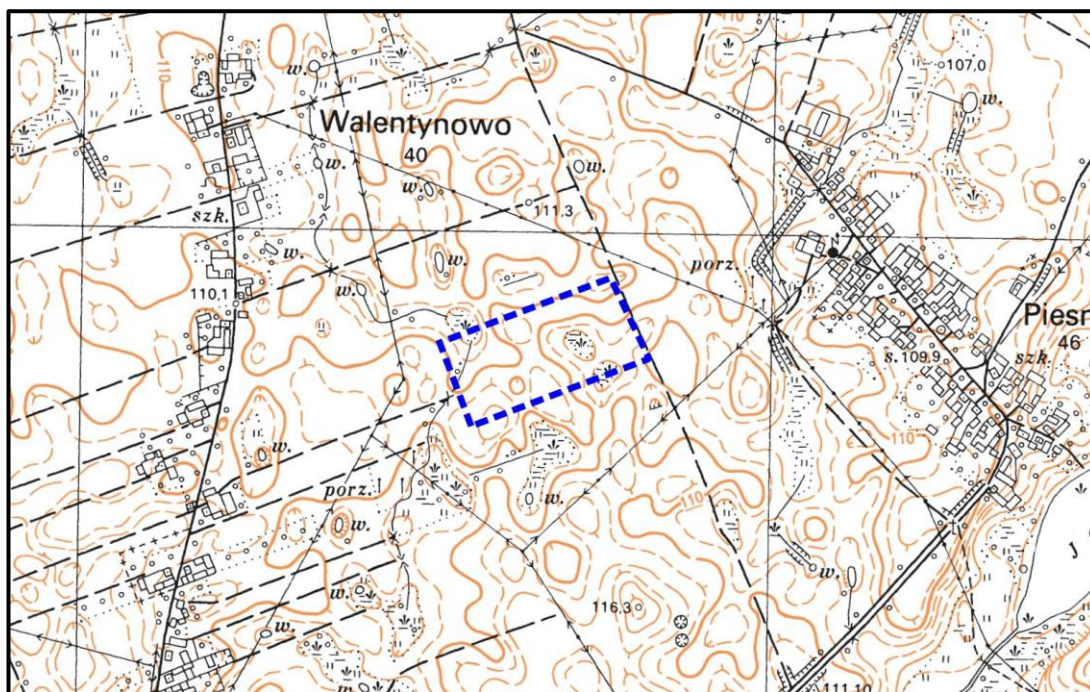 110
w.
107,0
w.
Walentynowo
40
w.
w.
w.
szk.
111,3
w.
w.
porz.
w.
110,1
Piesn
46
szk.
s. 109,9
110
w.
w.
110
porz.
w.
w.
w.
116,3
w.
J
w.
111,10